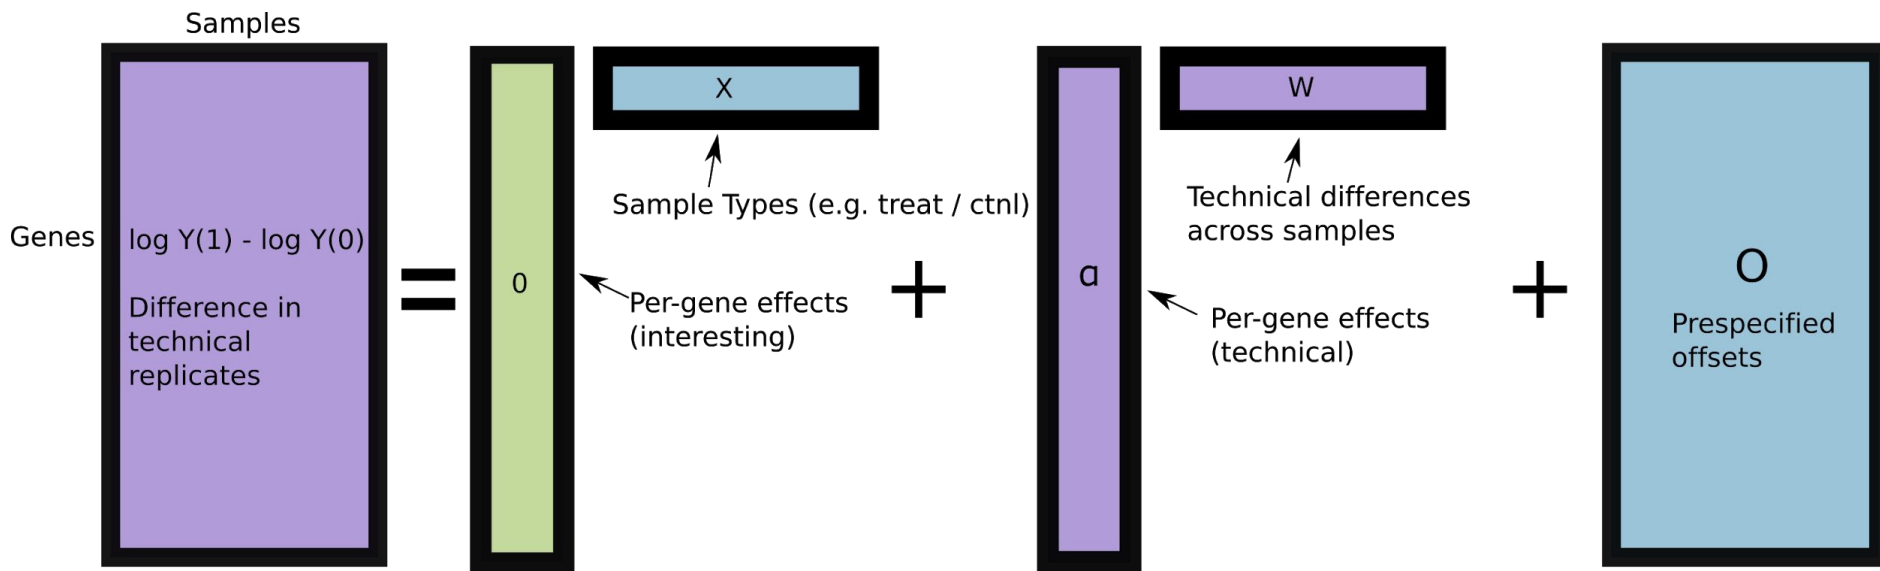 Samples
Genes
log Y(1) - log Y(0)
Difference in
technical
replicates
=
0
X
Sample Types (e.g. treat / ctnl)
Per-gene effects
(interesting)
+
α
W
Technical differences
across samples
Per-gene effects
(technical)
+
O
Prespecified
offsets